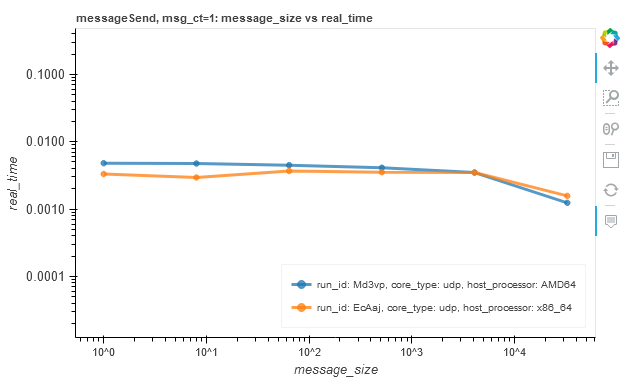 messageSend, msg_ct=1: message_size vs real_time
0.1000
0.0100
0.0010
0.0001
real_time
10^0
10^1
10^2
10^3
10^4
message_size
run_id: Md3vp, core_type: udp, host_processor: AMD64
run_id: EcAaj, core_type: udp, host_processor: x86_64